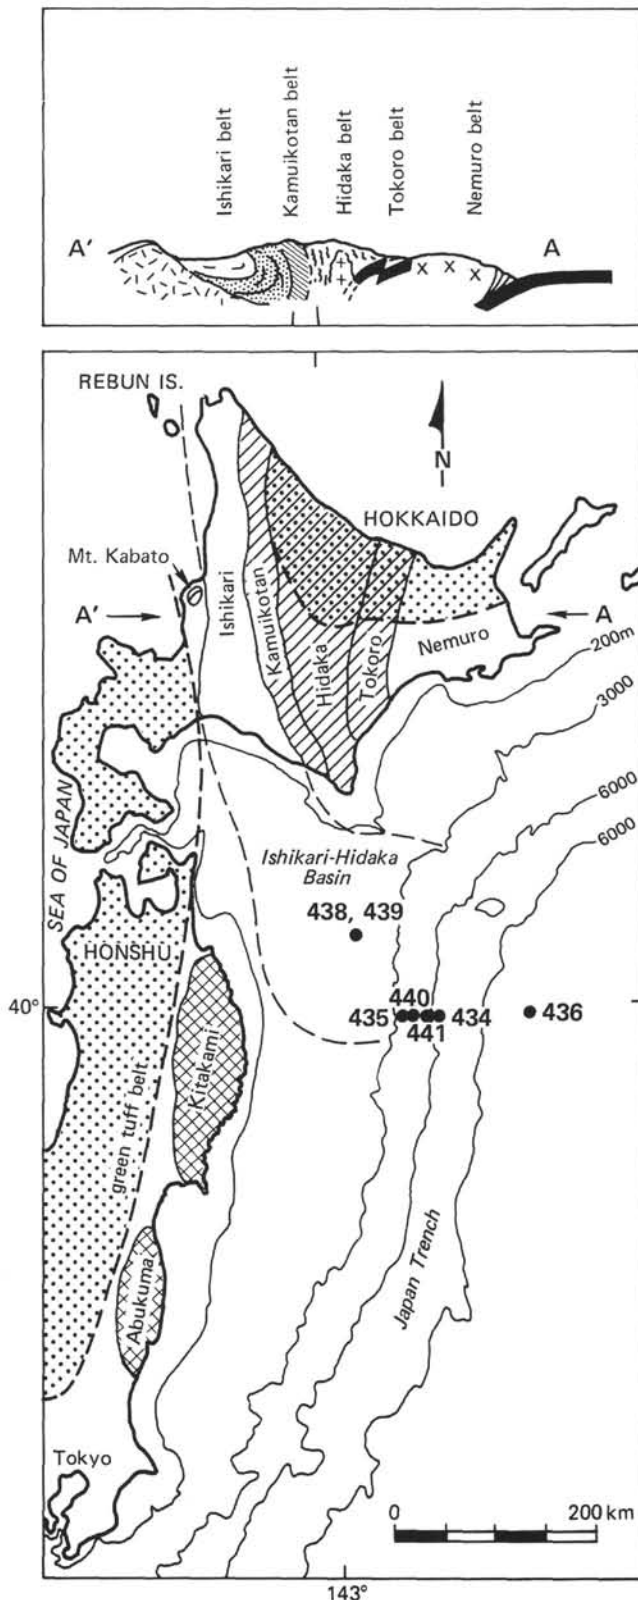 Ishikari belt
Kamuikotan belt
Hidaka belt
Tokoro belt
Nemuro belt
A'
A
REBUN IS.
N
HOKKAIDO
Mt. Kabato
A'
A
Ishikari
Kamuikotan
Hidaka
Tokoro
Nemuro
200m
3000
6000
6000
SEA OF JAPAN
Ishikari-Hidaka
Basin
438, 439
HONSHU
40°
440
435
434
436
441
Kitakami
green tuff belt
Japan Trench
Abukuma
Tokyo
0
200 km
143°